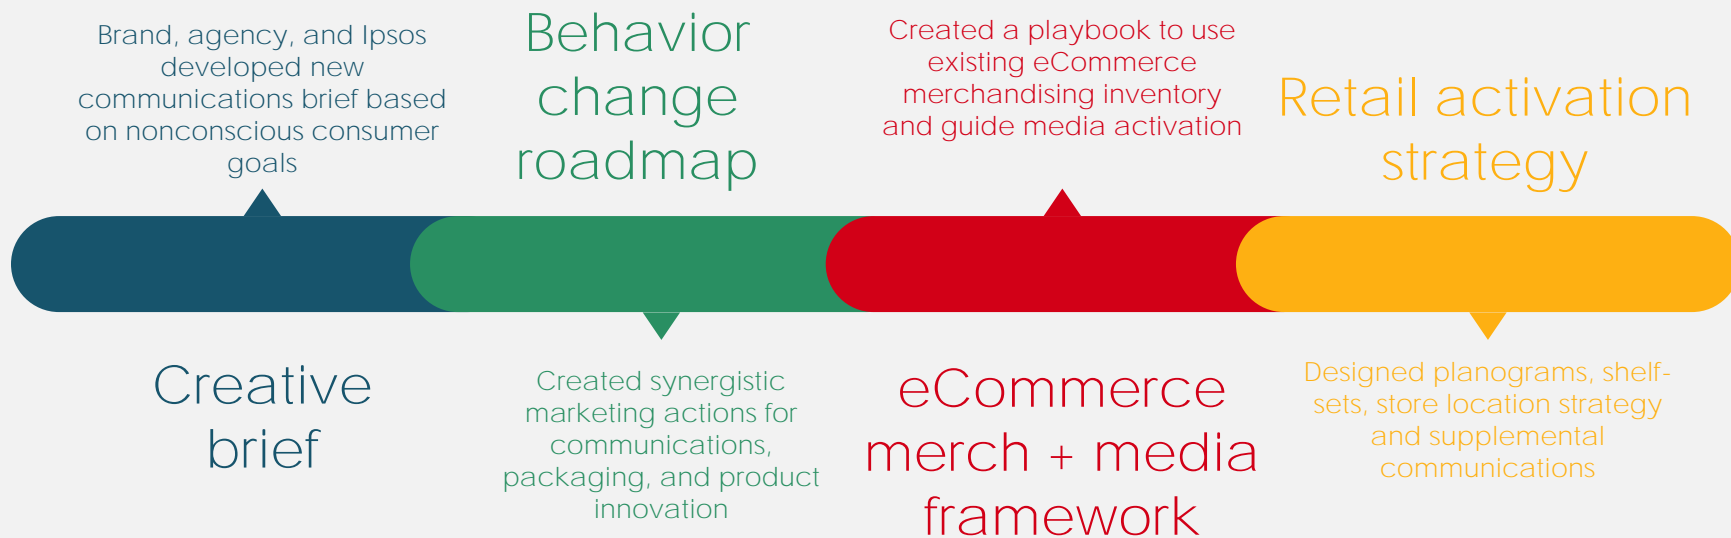 Brand, agency, and Ipsos
developed new
communications brief based
on nonconscious consumer
goals
Creative
brief
Behavior
change
roadmap
Created synergistic
marketing actions for
communications,
packaging, and product
innovation
Created a playbook to use
existing eCommerce
merchandising inventory
and guide media activation
eCommerce
merch + media
framework
Retail activation
strategy
Designed planograms, shelf-
sets, store location strategy
and supplemental
communications